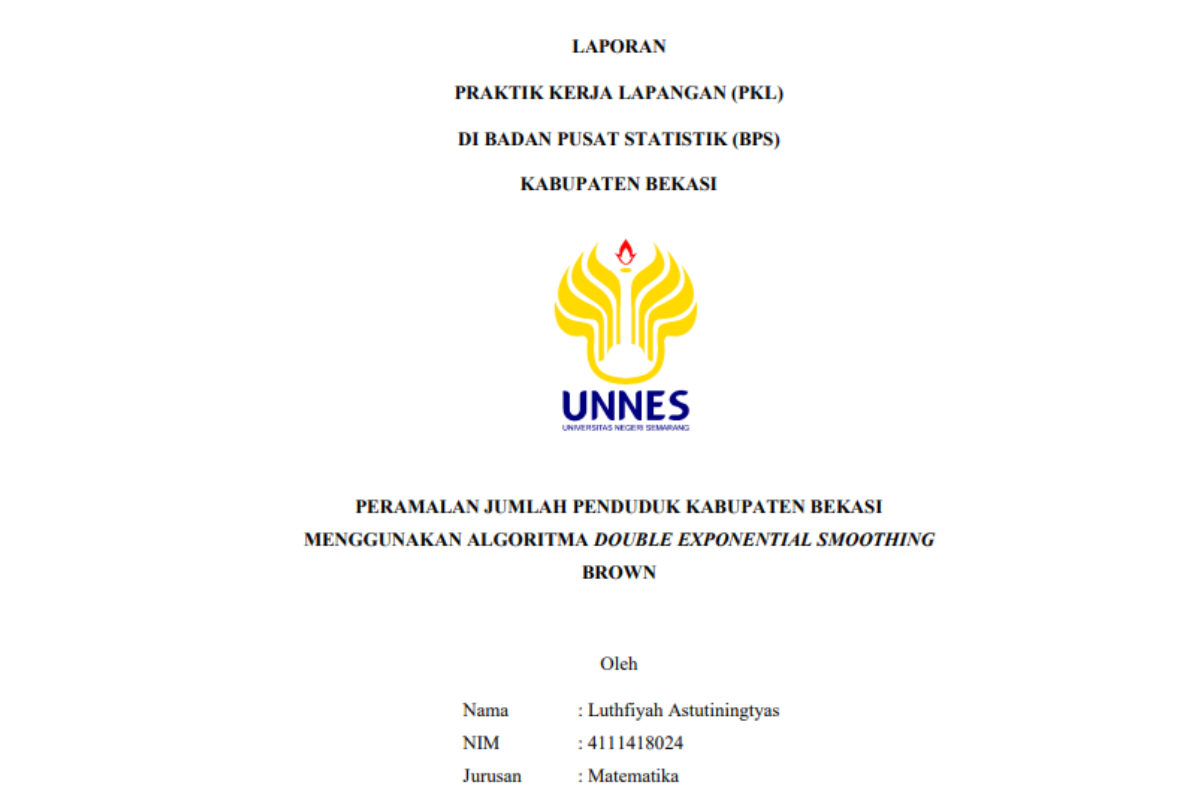 LAPORAN
PRAKTIK KERJA LAPANGAN (PKL)
DI BADAN PUSAT STATISTIK (BPS)
KABUPATEN BEKASI
UNNES
UNIVERSITAS NEGERI SEMARANG
PERAMALAN JUMLAH PENDUDUK KABUPATEN BEKASI
MENGGUNAKAN ALGORITMA DOUBLE EXPONENTIAL SMOOTHING
BROWN
Oleh
Nama : Luthfiyah Astutiningtyas
NIM : 4111418024
Jurusan : Matematika